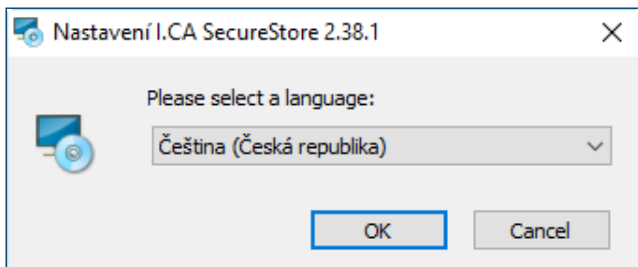 Nastavení I.CA SecureStore 2.38.1
Please select a language:
Čeština (Česká republika)
OK
Cancel